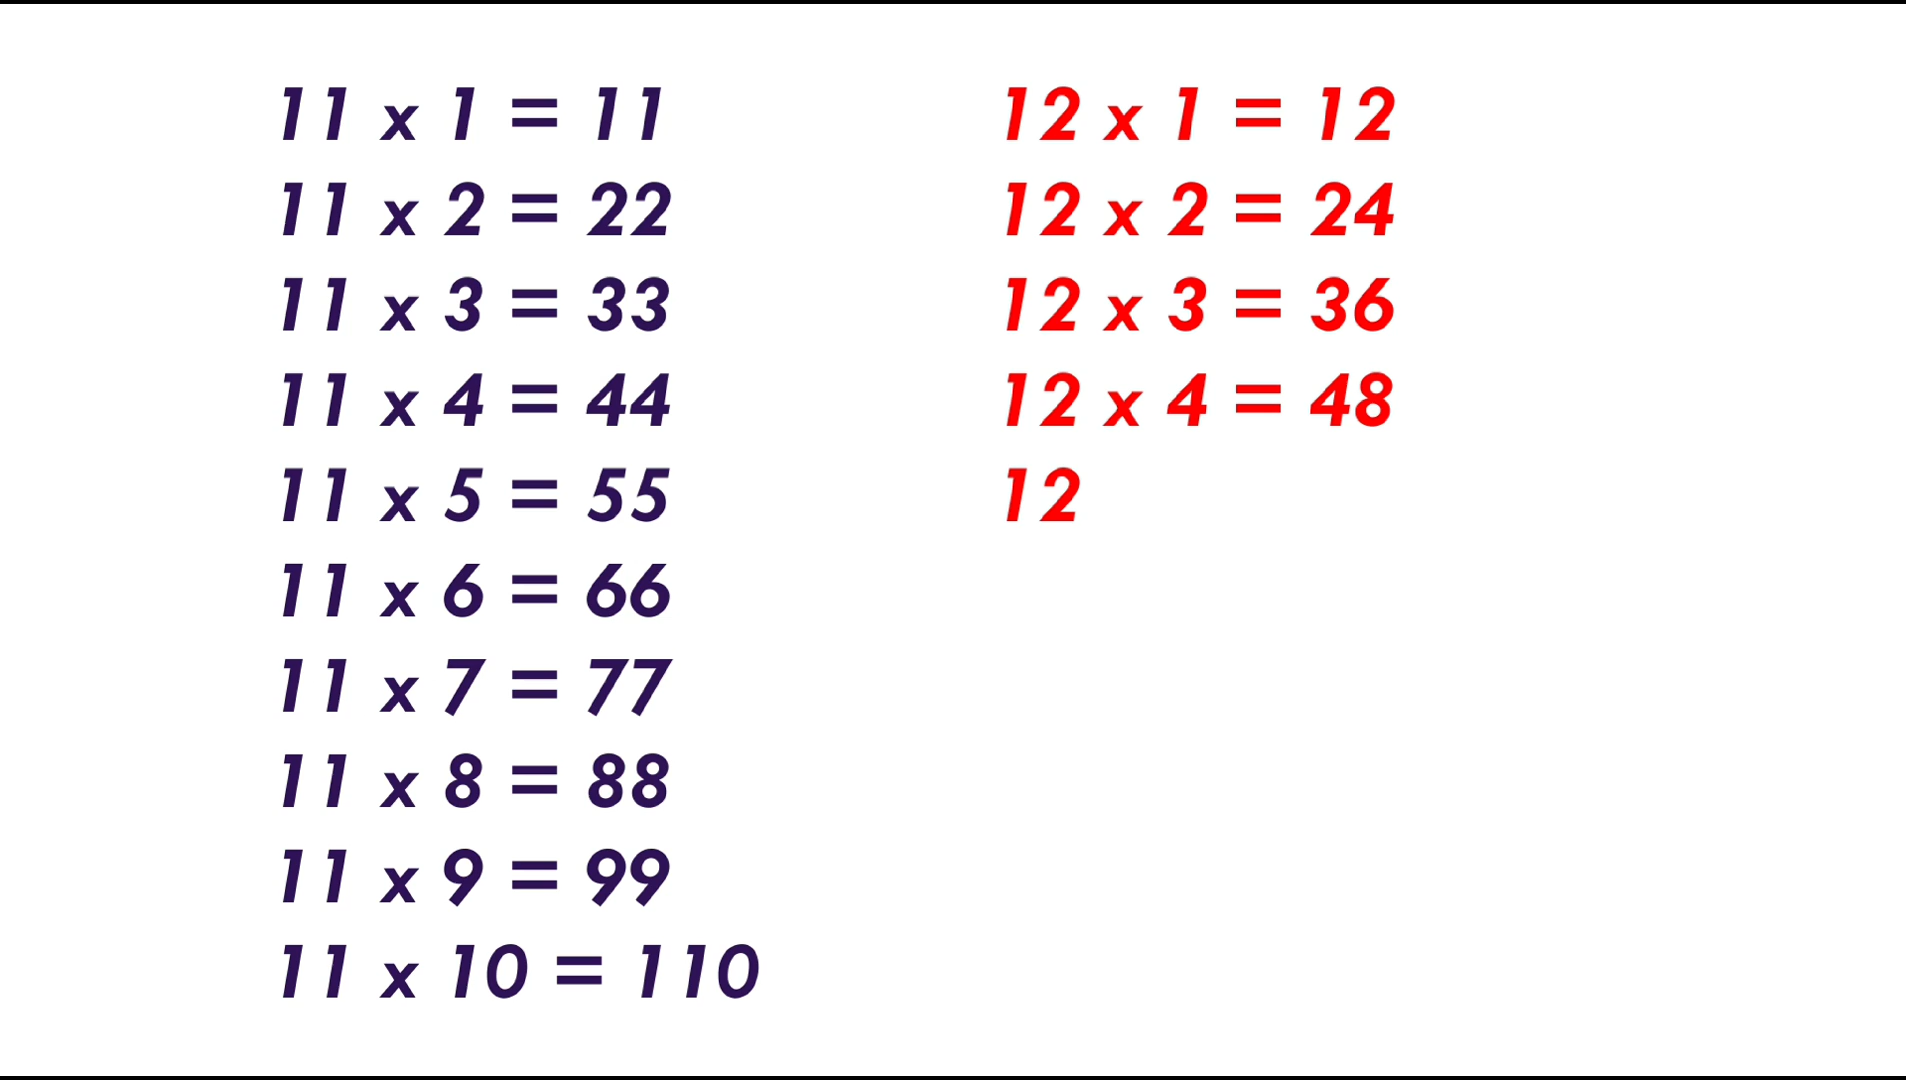 11 x 1 = 11
11 x 2 = 22
11 x 3 = 33
11 x 4 = 44
11 x 5 = 55
11 x 6 = 66
11 x 7 = 77
11 x 8 = 88
11 x 9 = 99
11 x 10 = 110
12 x 1 = 12
12 x 2 = 24
12 x 3 = 36
12 x 4 = 48
12